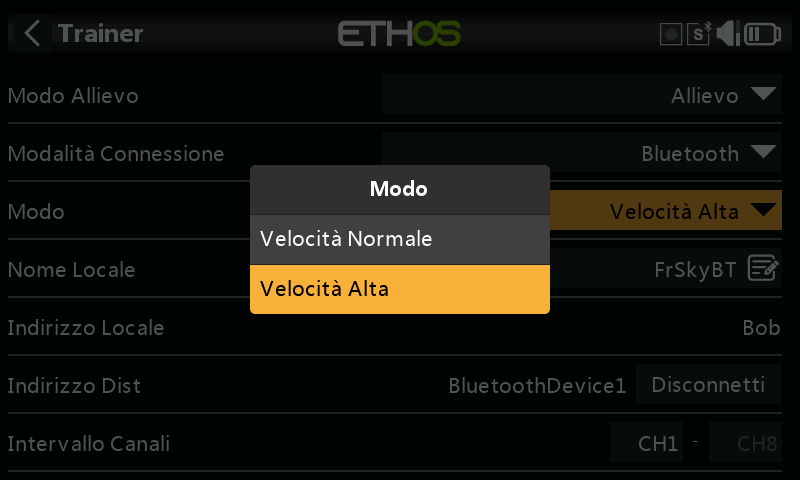 Trainer
ETHOS
Modo Allievo
Allievo
Modalità Connessione
Bluetooth
Modo
Modo
Velocità Alta
Velocità Normale
Nome Locale
FrSkyBT
Velocità Alta
Indirizzo Locale
Bob
Indirizzo Dist
BluetoothDevice1
Disconnetti
Intervallo Canali
CH1 - CH8